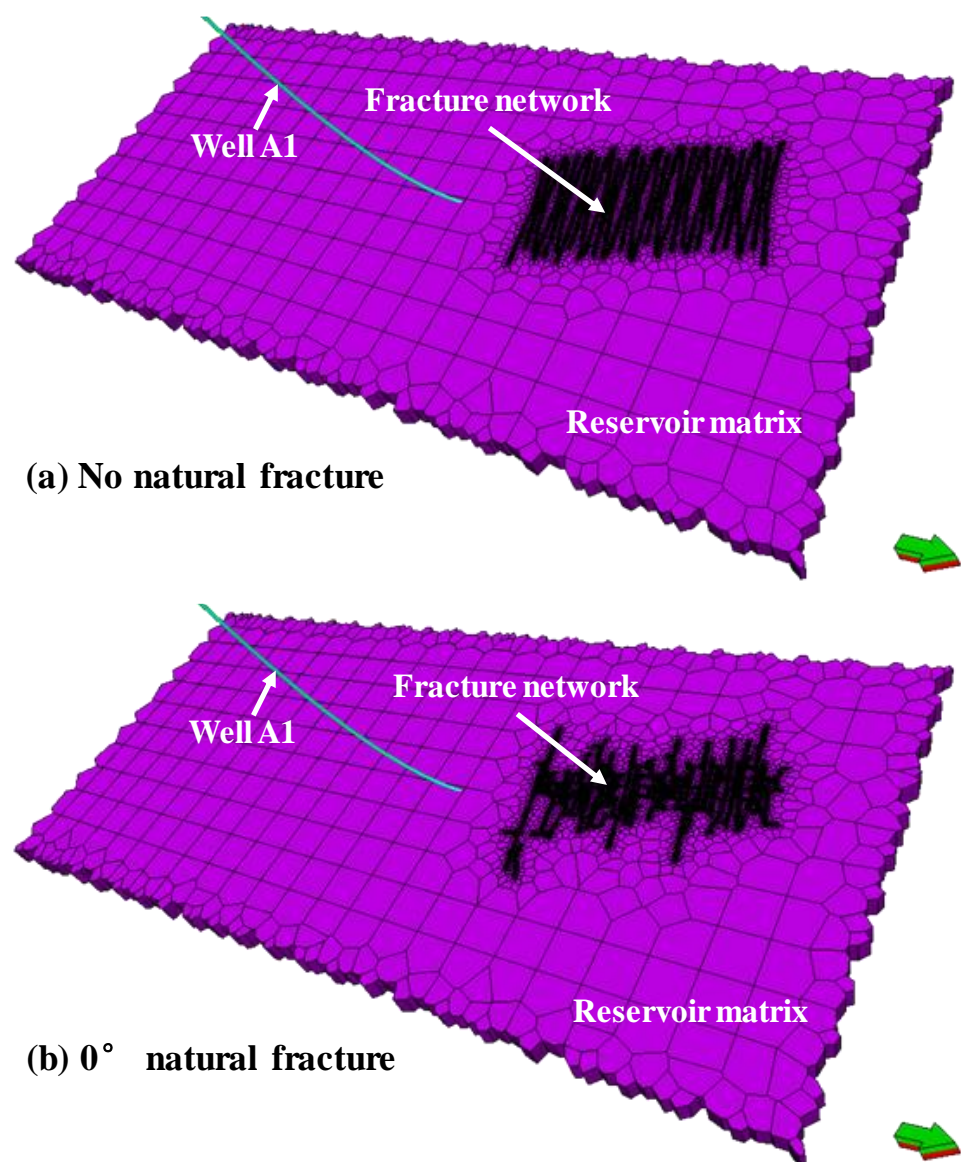 Fracture network
Well A1
Reservoir matrix
(a) No natural fracture
Fracture network
Well A1
Reservoir matrix
(b) 0° natural fracture